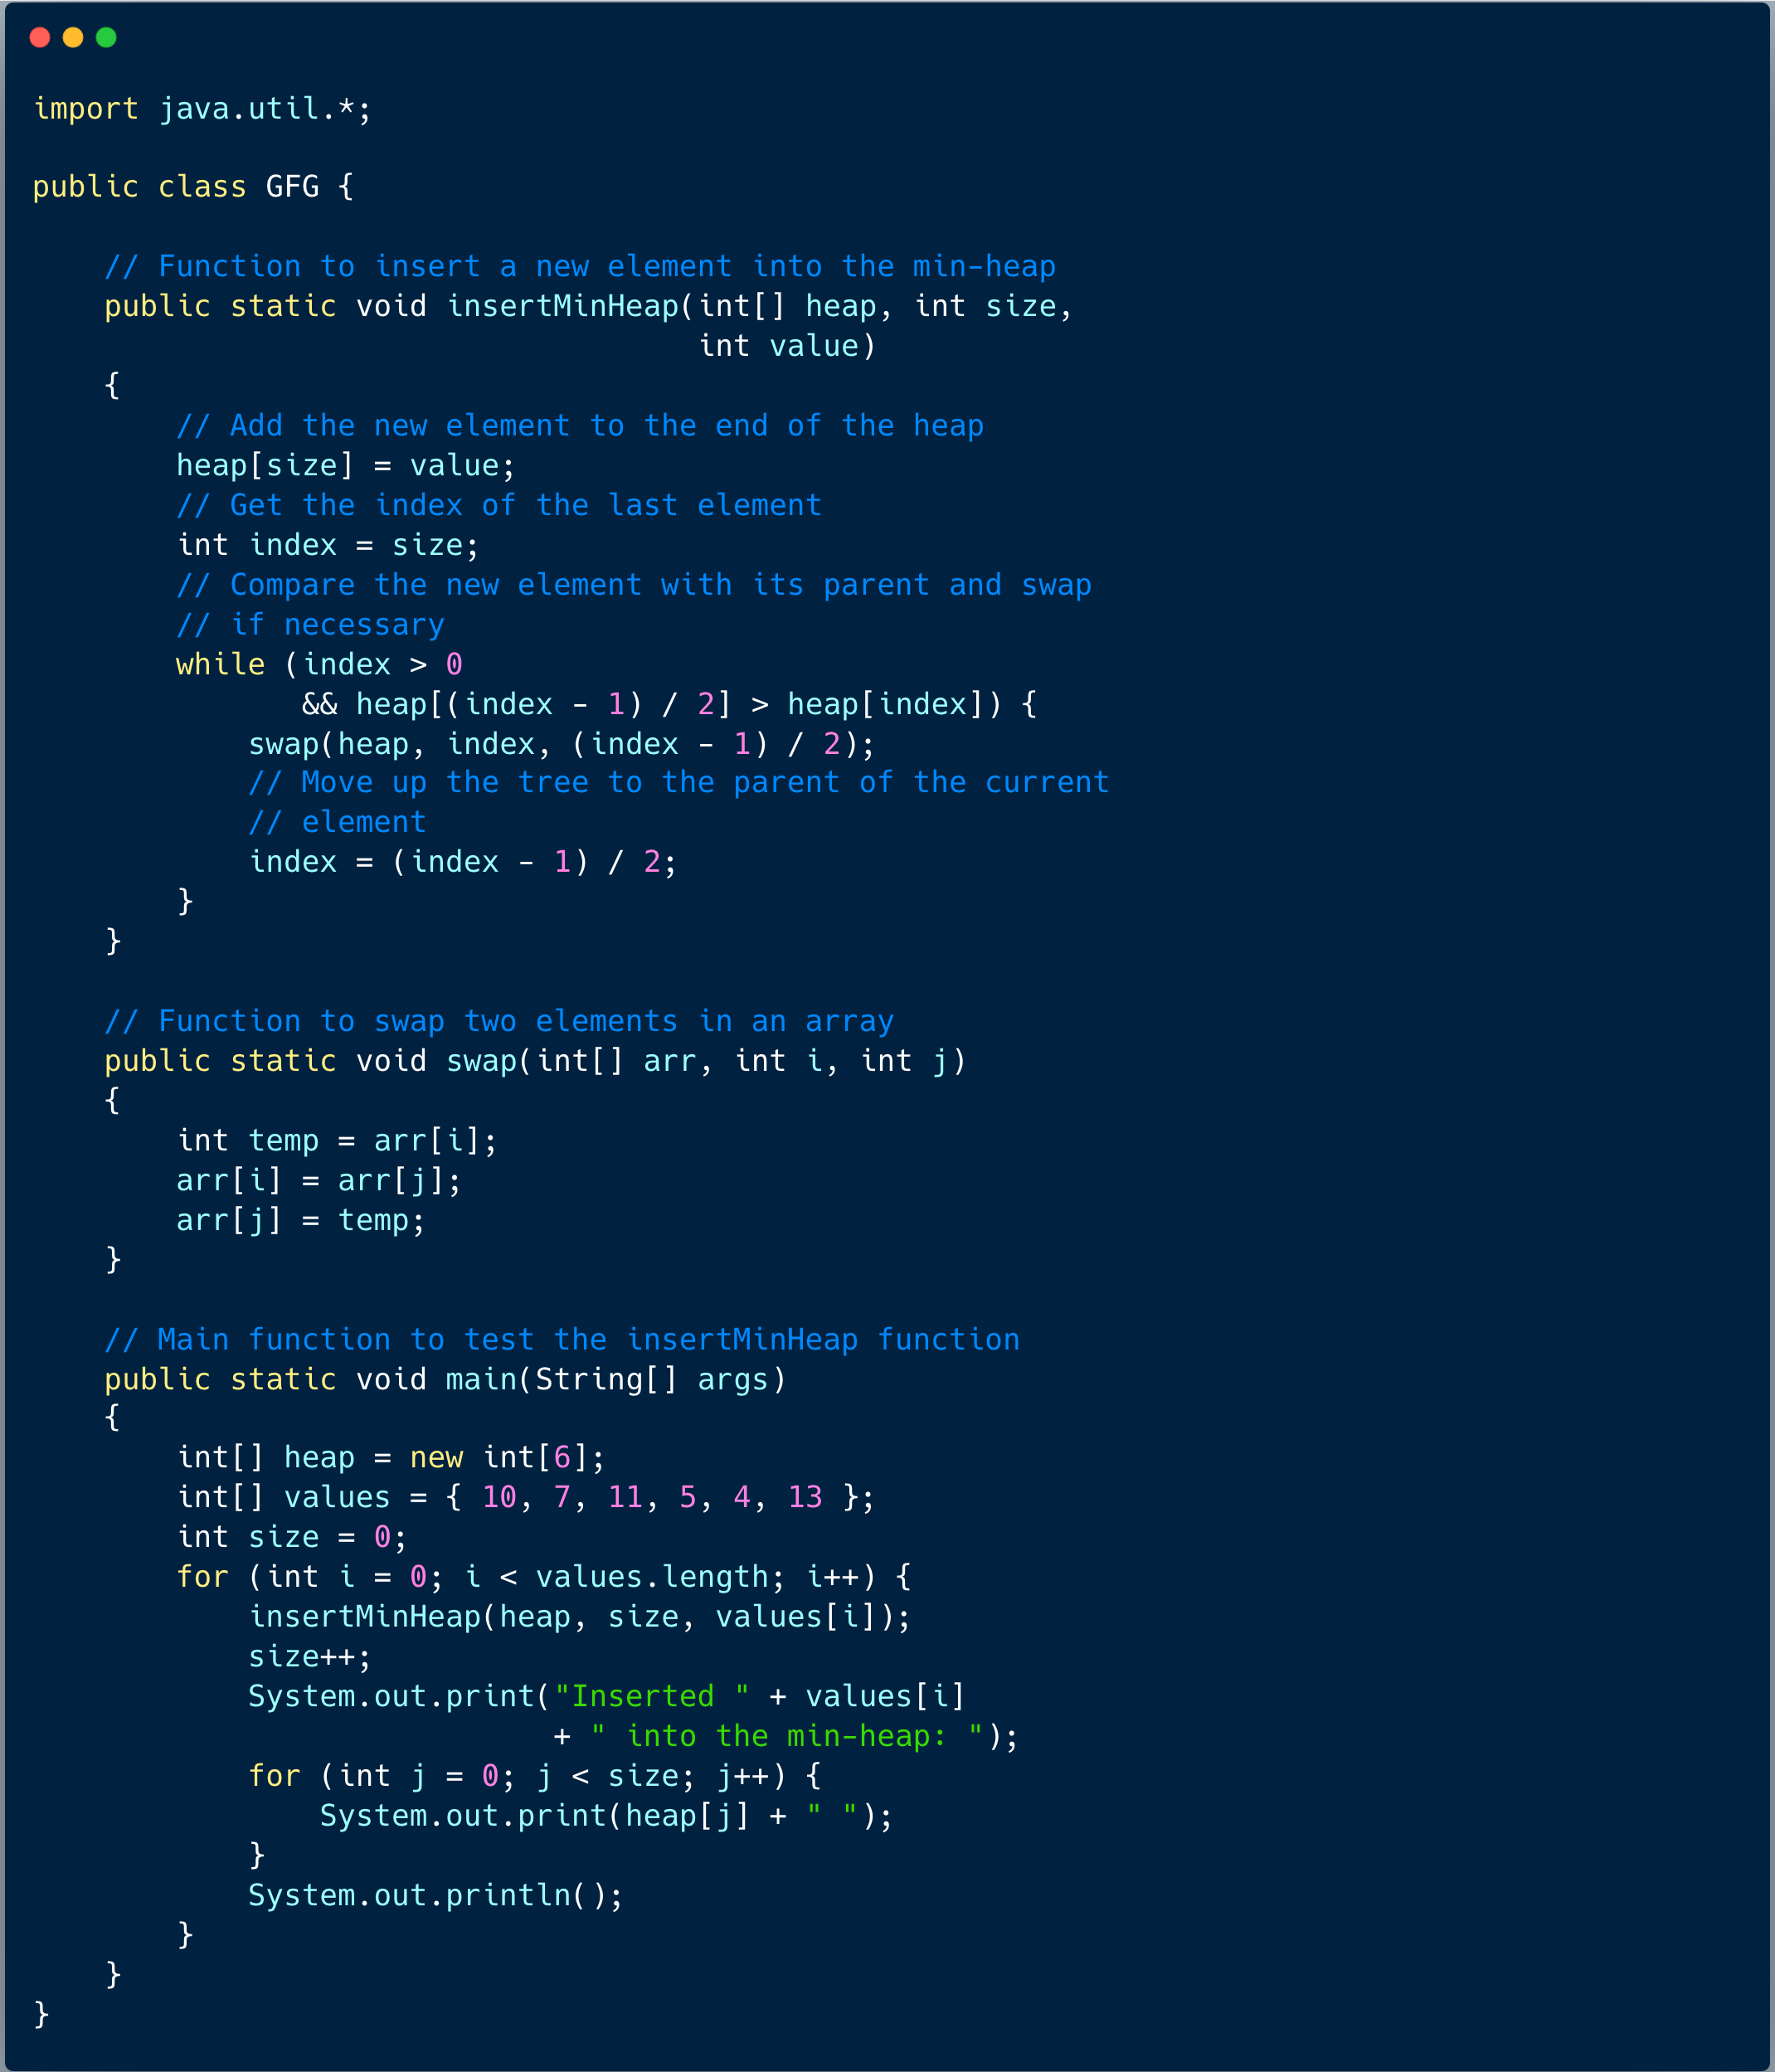 import java.util.*;
public class GFG {
    // Function to insert a new element into the min-heap
    public static void insertMinHeap(int[] heap, int size,
                                     int value)
    {
        // Add the new element to the end of the heap
        heap[size] = value;
        // Get the index of the last element
        int index = size;
        // Compare the new element with its parent and swap
        // if necessary
        while (index > 0
               && heap[(index - 1) / 2] > heap[index]) {
            swap(heap, index, (index - 1) / 2);
            // Move up the tree to the parent of the current
            // element
            index = (index - 1) / 2;
        }
    }
    // Function to swap two elements in an array
    public static void swap(int[] arr, int i, int j)
    {
        int temp = arr[i];
        arr[i] = arr[j];
        arr[j] = temp;
    }
    // Main function to test the insertMinHeap function
    public static void main(String[] args)
    {
        int[] heap = new int[6];
        int[] values = { 10, 7, 11, 5, 4, 13 };
        int size = 0;
        for (int i = 0; i < values.length; i++) {
            insertMinHeap(heap, size, values[i]);
            size++;
            System.out.print("Inserted " + values[i]
                             + " into the min-heap: ");
            for (int j = 0; j < size; j++) {
                System.out.print(heap[j] + " ");
            }
            System.out.println();
        }
    }
}